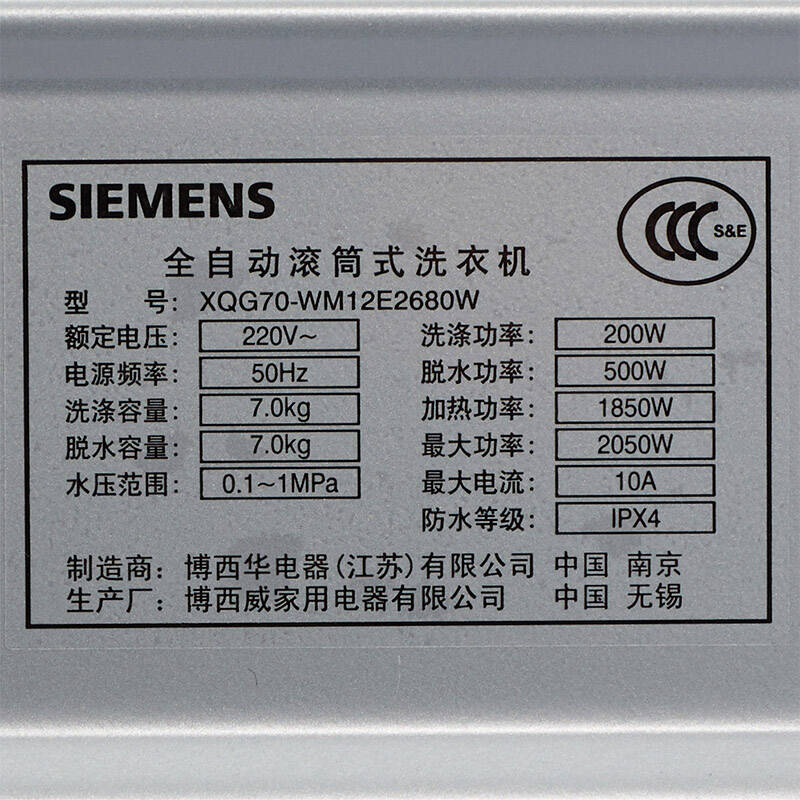 SIEMENS
CCC S&E
全自动滚筒式洗衣机
型 号: XQG70-WM12E2680W
额定电压: 220V~ 洗涤功率: 200W
电源频率: 50Hz 脱水功率: 500W
洗涤容量: 7.0kg 加热功率: 1850W
脱水容量: 7.0kg 最大功率: 2050W
水压范围: 0.1~1MPa 最大电流: 10A
防水等级: IPX4
制造商: 博西华电器(江苏)有限公司 中国 南京
生产厂: 博西威家用电器有限公司 中国 无锡